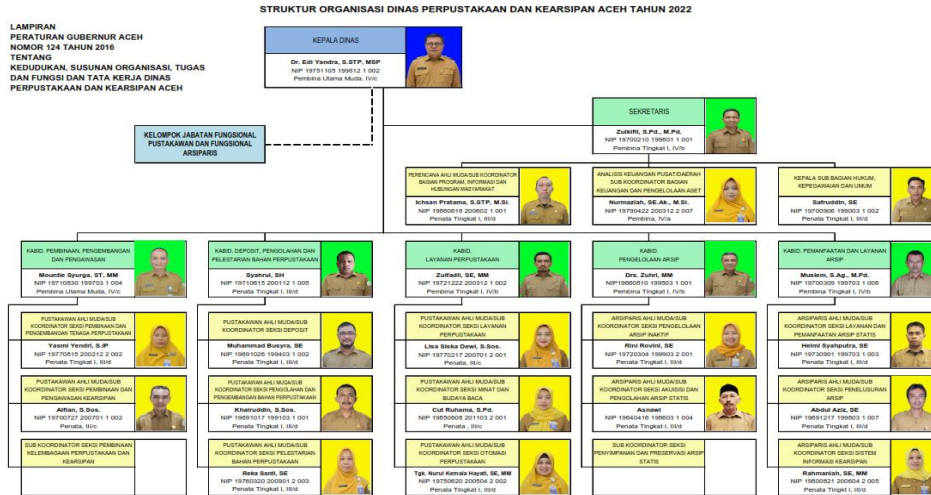 STRUKTUR ORGANISASI DINAS PERPUSTAKAAN DAN KEARSIPAN ACEH TAHUN 2022
LAMPIRAN
PERATURAN GUBERNUR ACEH
NOMOR 124 TAHUN 2016
TENTANG
KEDUDUKAN, SUSUNAN ORGANISASI, TUGAS
DAN FUNGSI DAN TATA KERJA DINAS
PERPUSTAKAAN DAN KEARSIPAN ACEH
KEPALA DINAS
Dr. Edi Yandra, S.STP, MSP
NIP 19751105 199612 1 002
Pembina Utama Muda, IV/c
SEKRETARIS
Zulkifli, S.Pd., M.Pd.
NIP 19700210 199801 1 001
Pembina Tingkat I, IV/b
KELOMPOK JABATAN FUNGSIONAL
PUSTAKAWAN DAN FUNGSIONAL
ARSIPARIS
PERENCANA AHLI MUDA/SUB KOORDINATOR
BAGIAN PROGRAM, INFORMASI DAN
HUBUNGAN MASYARAKAT
Ichsan Pratama, S.STP, M.Si.
NIP 19860618 200602 1 001
Penata Tingkat I, III/d
ANALISIS KEUANGAN PUSAT/DAERAH
SUB KOORDINATOR BAGIAN
KEUANGAN DAN PENGELOLAAN ASET
Nurmaziah, SE.Ak., M.Si.
NIP 19790422 200312 2 007
Pembina, IV/a
KEPALA SUB BAGIAN HUKUM,
KEPEGAWAIAN DAN UMUM
Safruddin, SE
NIP 19700906 199003 1 002
Penata Tingkat I, III/d
KABID. PEMBINAAN, PENGEMBANGAN
DAN PENGAWASAN
Mountie Syurga, ST, MM
NIP 19710830 199703 1 004
Pembina Utama Muda, IV/c
KABID. DEPOSIT, PENGOLAHAN DAN
PELESTARIAN BAHAN PERPUSTAKAAN
Syahrul, SH
NIP 19710615 200112 1 005
Penata Tingkat I, III/d
KABID.
LAYANAN PERPUSTAKAAN
Zulfadli, SE, MM
NIP 19721222 200312 1 002
Pembina Tingkat I, IV/b
KABID.
PENGELOLAAN ARSIP
Drs. Zuhri, MM
NIP19660810 199503 1 001
Pembina Tingkat I, IV/b
KABID. PEMANFAATAN DAN LAYANAN
ARSIP
Muslem, S.Ag., M.Pd.
NIP 19700309 199703 1 006
Pembina Tingkat I, IV/b
PUSTAKAWAN AHLI MUDA/SUB
KOORDINATOR SEKSI PEMBINAAN DAN
PENGEMBANGAN TENAGA PERPUSTAKAAN
Yasmi Yendri, S.IP
NIP 19770815 200212 2 002
Penata Tingkat I, III/d
PUSTAKAWAN AHLI MUDA/SUB
KOORDINATOR SEKSI DEPOSIT
Muhammad Busyra, SE
NIP 19691026 199403 1 002
Penata Tingkat I, III/d
PUSTAKAWAN AHLI MUDA/SUB
KOORDINATOR SEKSI LAYANAN
PERPUSTAKAAN
Lisa Siska Dewi, S.Sos.
NIP 19770217 200701 2 001
Penata, III/c
ARSIPARIS AHLI MUDA/SUB
KOORDINATOR SEKSI PENGELOLAAN
ARSIP INAKTIF
Rini Rovini, SE
NIP 19720304 199903 2 001
Penata Tingkat I, III/d
ARSIPARIS AHLI MUDA/SUB
KOORDINATOR SEKSI LAYANAN DAN
PEMANFAATAN ARSIP STATIS
Helmi Syahputra, SE
NIP 19730901 199703 1 003
Penata Tingkat I, III/d
PUSTAKAWAN AHLI MUDA/SUB
KOORDINATOR SEKSI PEMBINAAN DAN
PENGAWASAN KEARSIPAN
Alfian, S.Sos.
NIP 19700727 200701 1 002
Penata, III/c
PUSTAKAWAN AHLI MUDA/SUB
KOORDINATOR SEKSI PENGOLAHAN DAN
PENGEMBANGAN BAHAN PERPUSTAKAAN
Khairuddin, S.Sos.
NIP 19691017 199103 1 001
Penata Tingkat I, III/d
PUSTAKAWAN AHLI MUDA/SUB
KOORDINATOR SEKSI MINAT DAN
BUDAYA BACA
Cut Ruhama, S.Pd.
NIP 19650808 201103 2 001
Penata , III/c
ARSIPARIS AHLI MUDA/SUB
KOORDINATOR SEKSI AKUSISI DAN
PENGOLAHAN ARSIP STATIS
Asnawi
NIP 19640416 198603 1 004
Penata Tingkat I, III/d
ARSIPARIS AHLI MUDA/SUB
KOORDINATOR SEKSI PENELUSURAN
ARSIP
Abdul Aziz, SE
NIP 19691217 199803 1 007
Penata Tingkat I, III/d
SUB KOORDINATOR SEKSI PEMBINAAN
KELEMBAGAAN PERPUSTAKAAN DAN
KEARSIPAN
PUSTAKAWAN AHLI MUDA/SUB
KOORDINATOR SEKSI PELESTARIAN
BAHAN PERPUSTAKAAN
Reka Santi, SE
NIP 19760320 200901 2 003
Penata Tingkat I, III/d
PUSTAKAWAN AHLI MUDA/SUB
KOORDINATOR SEKSI OTOMASI
PERPUSTAKAAN
Tgk. Nurul Kemala Hayati, SE, MM
NIP 19750620 200504 2 002
Penata Tingkat I, III/d
SUB KOORDINATOR SEKSI
PENYIMPANAN DAN PRESERVASI ARSIP
STATIS
ARSIPARIS AHLI MUDA/SUB
KOORDINATOR SEKSI SISTEM
INFORMASI KEARSIPAN
Rahmaniah, SE, MM
NIP 19800821 200604 2 005
Penata Tingkt I, III/d